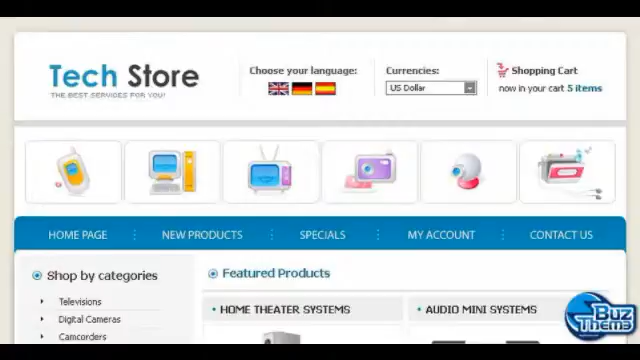 Tech Store
THE BEST SERVICES FOR YOU!
Choose your language:
Currencies:
US Dollar
Shopping Cart
now in your cart 5 items
HOME PAGE
NEW PRODUCTS
SPECIALS
MY ACCOUNT
CONTACT US
Shop by categories
Televisions
Digital Cameras
Camcorders
Featured Products
HOME THEATER SYSTEMS
AUDIO MINI SYSTEMS
BuzThem3